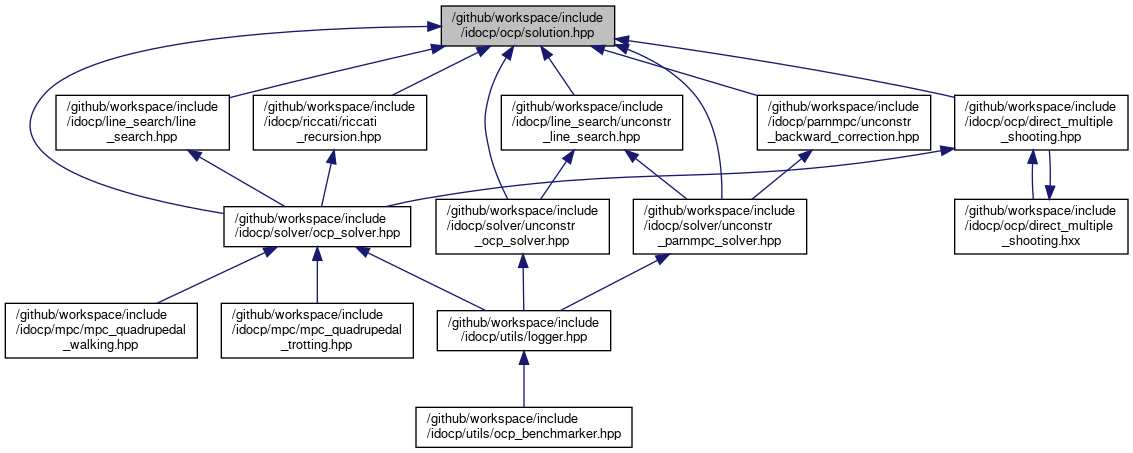 /github/workspace/include
/idocp/ocp/solution.hpp
/github/workspace/include
/idocp/line_search/line
_search.hpp
/github/workspace/include
/idocp/riccati/riccati
_recursion.hpp
/github/workspace/include
/idocp/line_search/unconstr
_line_search.hpp
/github/workspace/include
/idocp/parnmpc/unconstr
_backward_correction.hpp
/github/workspace/include
/idocp/ocp/direct_multiple
_shooting.hpp
/github/workspace/include
/idocp/solver/ocp_solver.hpp
/github/workspace/include
/idocp/solver/unconstr
_ocp_solver.hpp
/github/workspace/include
/idocp/solver/unconstr
_parnmpc_solver.hpp
/github/workspace/include
/idocp/ocp/direct_multiple
_shooting.hxx
/github/workspace/include
/idocp/mpc/mpc_quadrupedal
_walking.hpp
/github/workspace/include
/idocp/mpc/mpc_quadrupedal
_trotting.hpp
/github/workspace/include
/idocp/utils/logger.hpp
/github/workspace/include
/idocp/utils/ocp_benchmarker.hpp